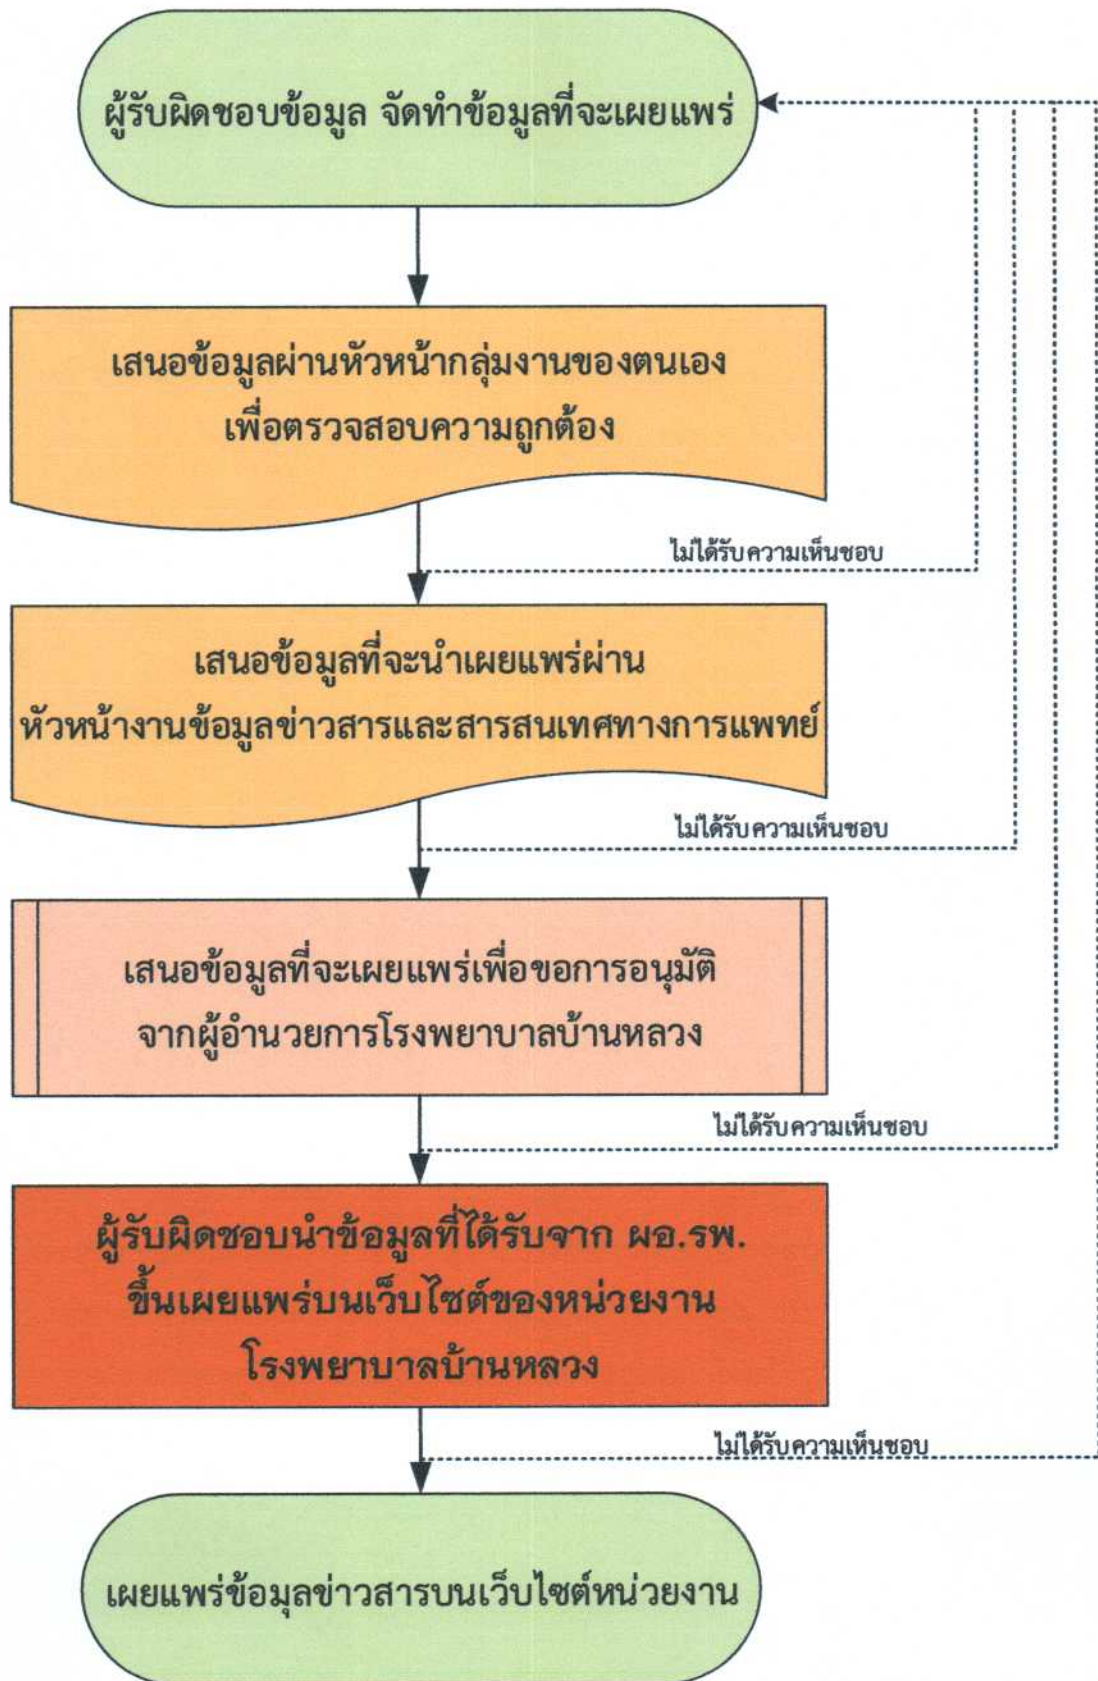 ผู้รับผิดชอบข้อมูล จัดทำข้อมูลที่จะเผยแพร่
เสนอข้อมูลผ่านหัวหน้ากลุ่มงานของตนเอง
เพื่อตรวจสอบความถูกต้อง
ไม่ได้รับความเห็นชอบ
เสนอข้อมูลที่จะนำเผยแพร่ผ่าน
หัวหน้างานข้อมูลข่าวสารและสารสนเทศทางการแพทย์
ไม่ได้รับความเห็นชอบ
เสนอข้อมูลที่จะเผยแพร่เพื่อขอการอนุมัติ
จากผู้อำนวยการโรงพยาบาลบ้านหลวง
ไม่ได้รับความเห็นชอบ
ผู้รับผิดชอบนำข้อมูลที่ได้รับจาก ผอ.รพ.
ขึ้นเผยแพร่บนเว็บไซต์ของหน่วยงาน
โรงพยาบาลบ้านหลวง
ไม่ได้รับความเห็นชอบ
เผยแพร่ข้อมุลข่าวสารบนเว็บไซต์หน่วยงาน